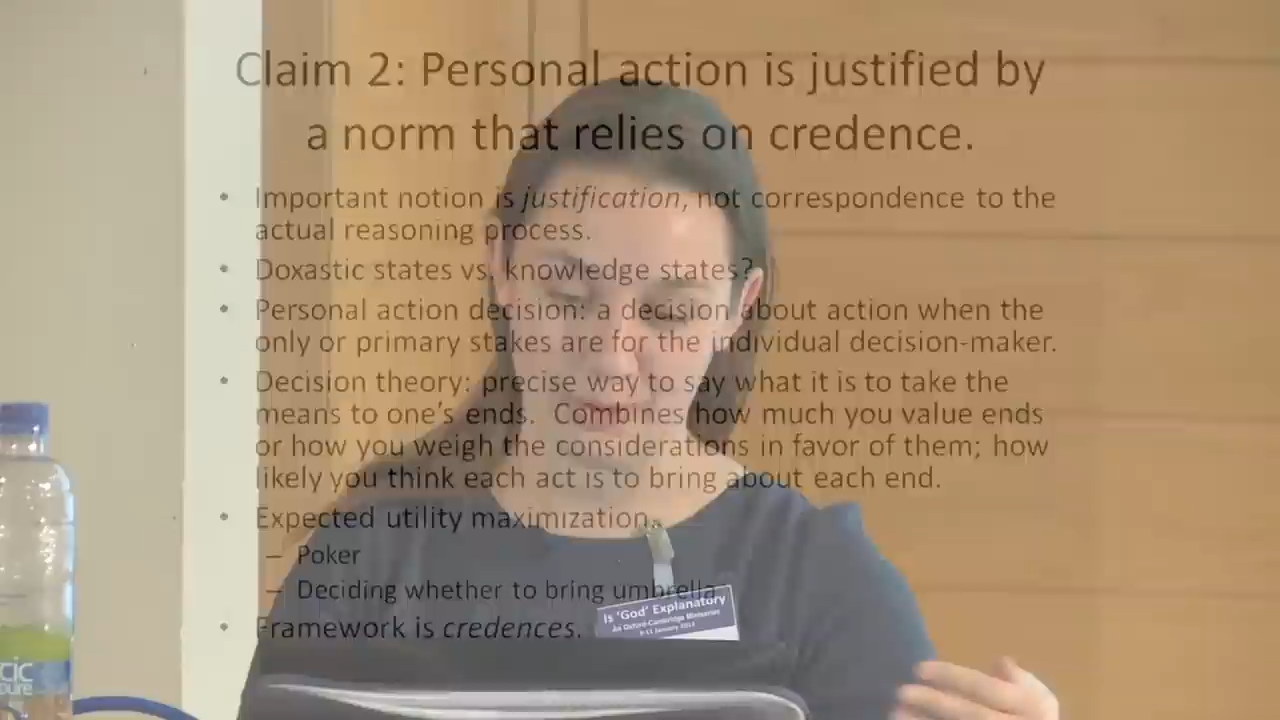 Claim 2: Personal action is justified by
a norm that relies on credence.
• Important notion is justification, not correspondence to the
actual reasoning process.
• Doxastic states vs. knowledge states?
• Personal action decision: a decision about action when the
only or primary stakes are for the individual decision-maker.
• Decision theory: precise way to say what it is to take the
means to one's ends. Combines how much you value ends
or how you weigh the considerations in favor of them; how
likely you think each act is to bring about each end.
• Expected utility maximization.
– Poker
– Deciding whether to bring umbrella
• Framework is credences.
Is 'God' Explanatory
An Oxford-Cambridge
January 2013